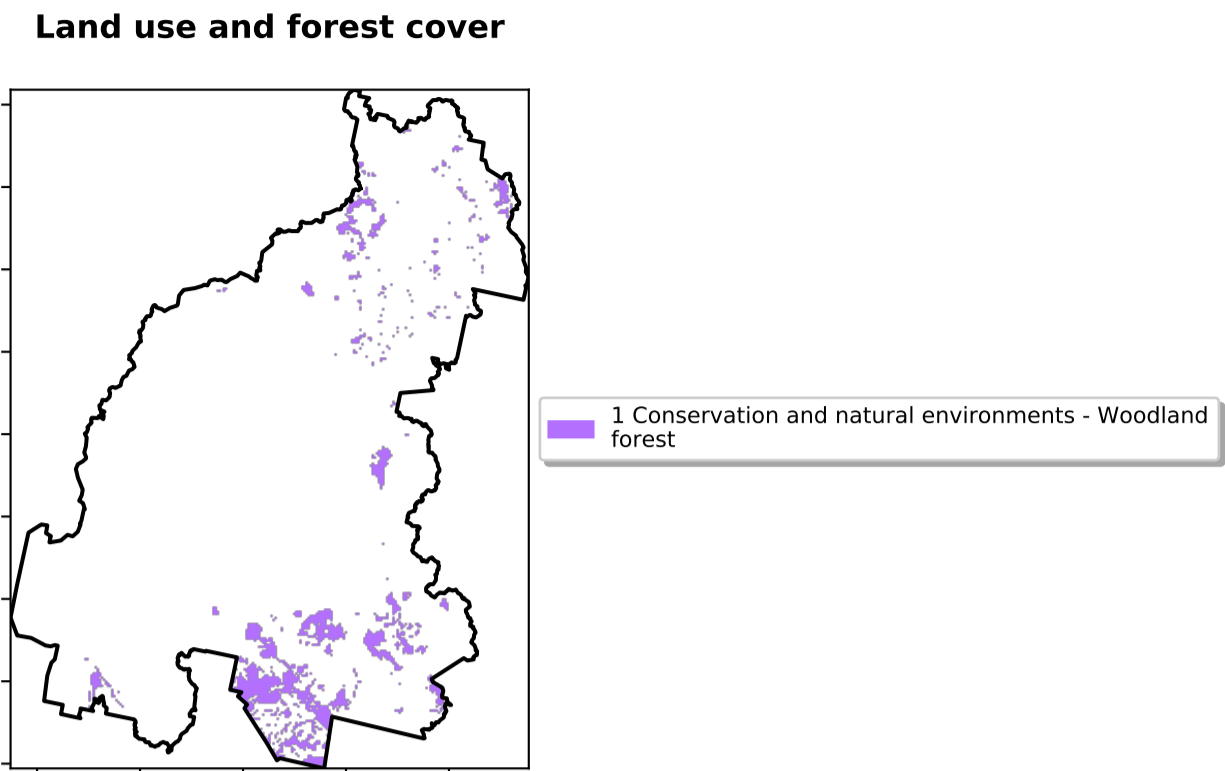 Land use and forest cover
1 Conservation and natural environments - Woodland
forest